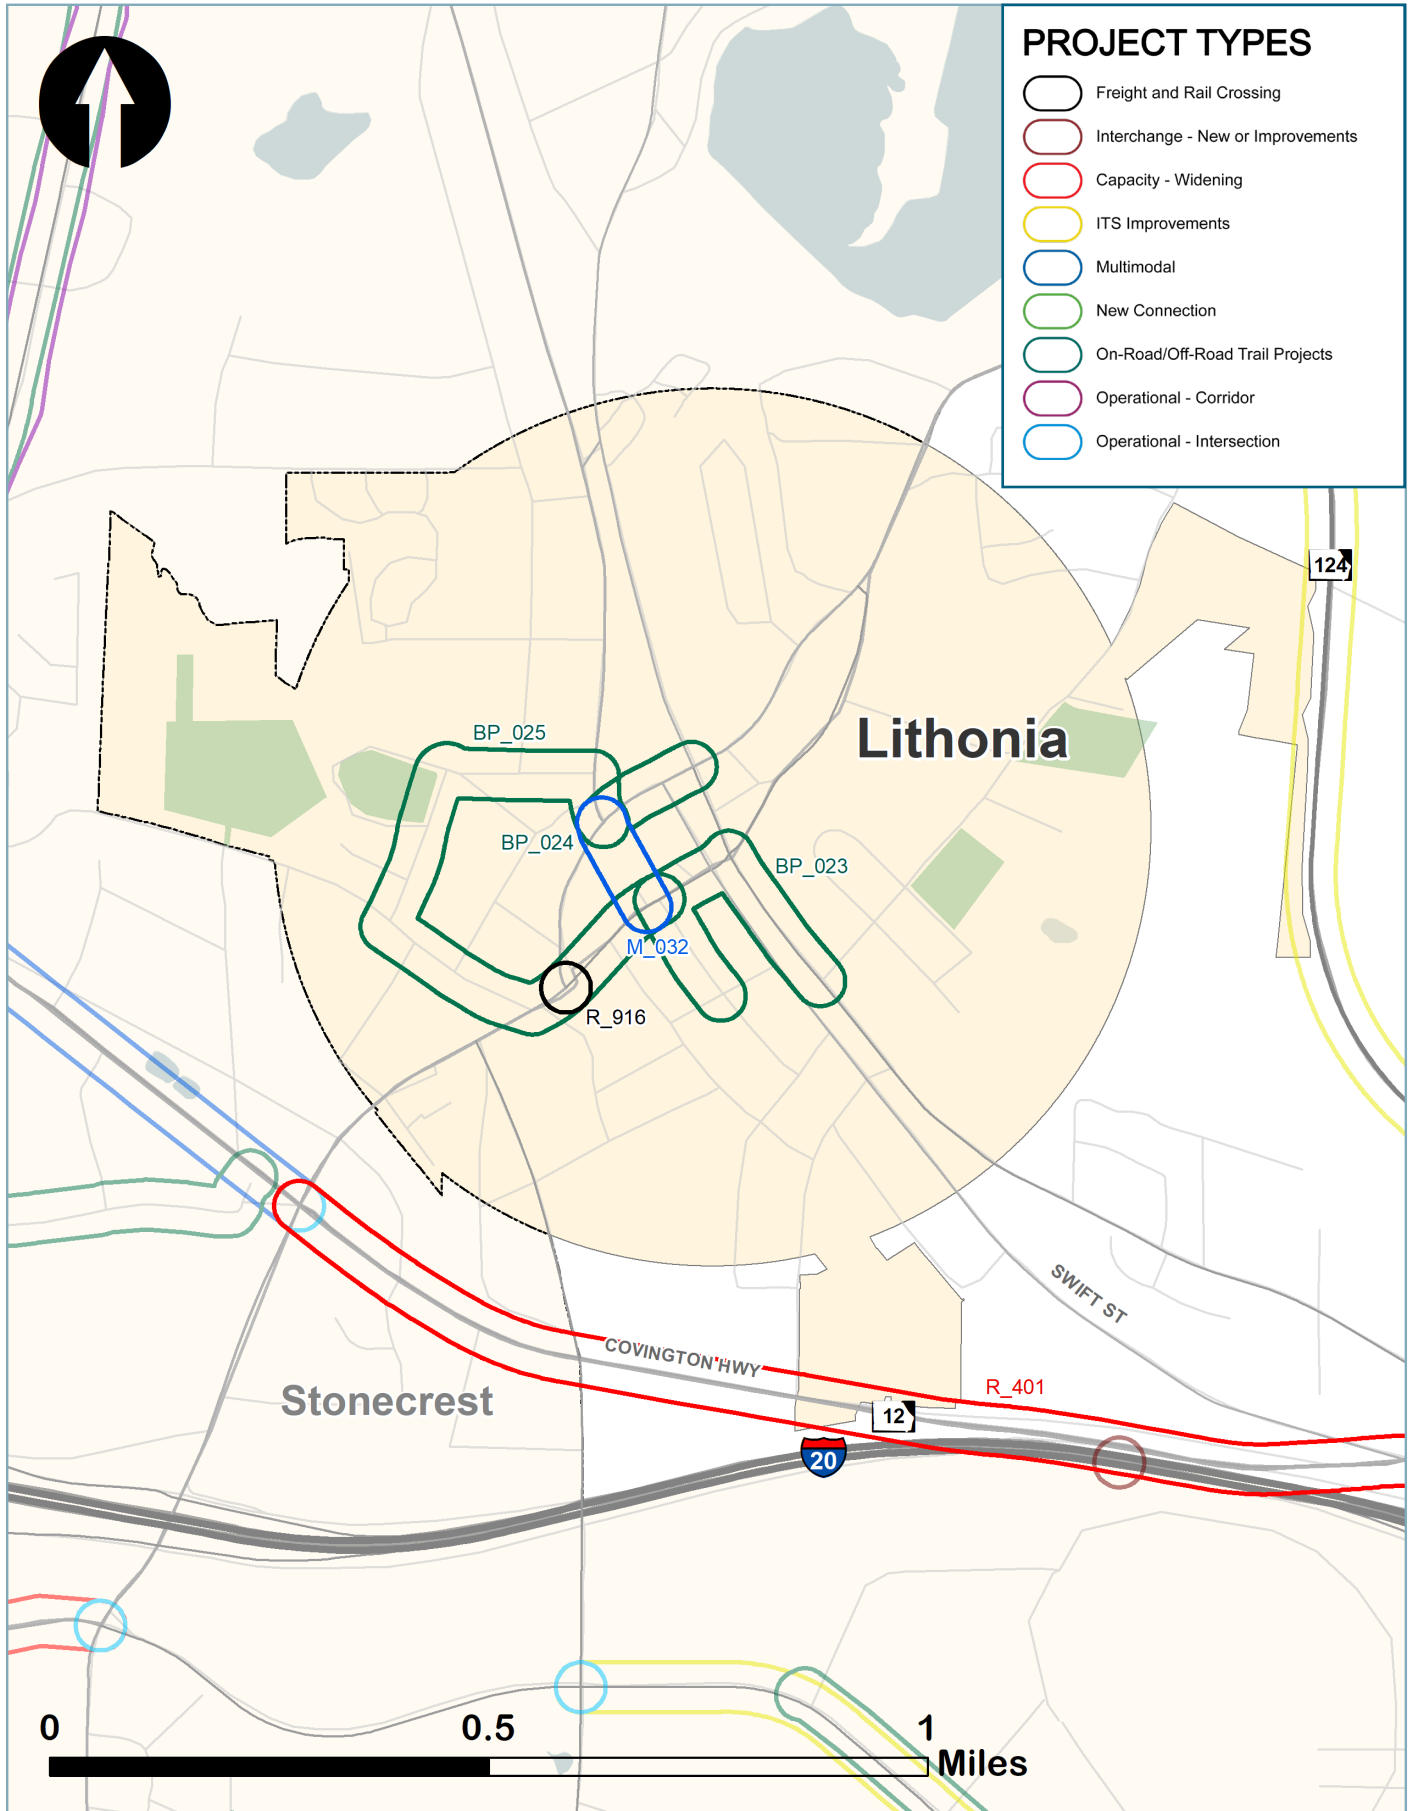 PROJECT TYPES
Freight and Rail Crossing
Interchange - New or Improvements
Capacity - Widening
ITS Improvements
Multimodal
New Connection
On-Road/Off-Road Trail Projects
Operational - Corridor
Operational - Intersection
124
BP_025
Lithonia
BP_024
BP_023
M_032
R_916
SWIFT ST
COVINGTON HWY
R_401
Stonecrest
12
20
0 0.5 1
Miles